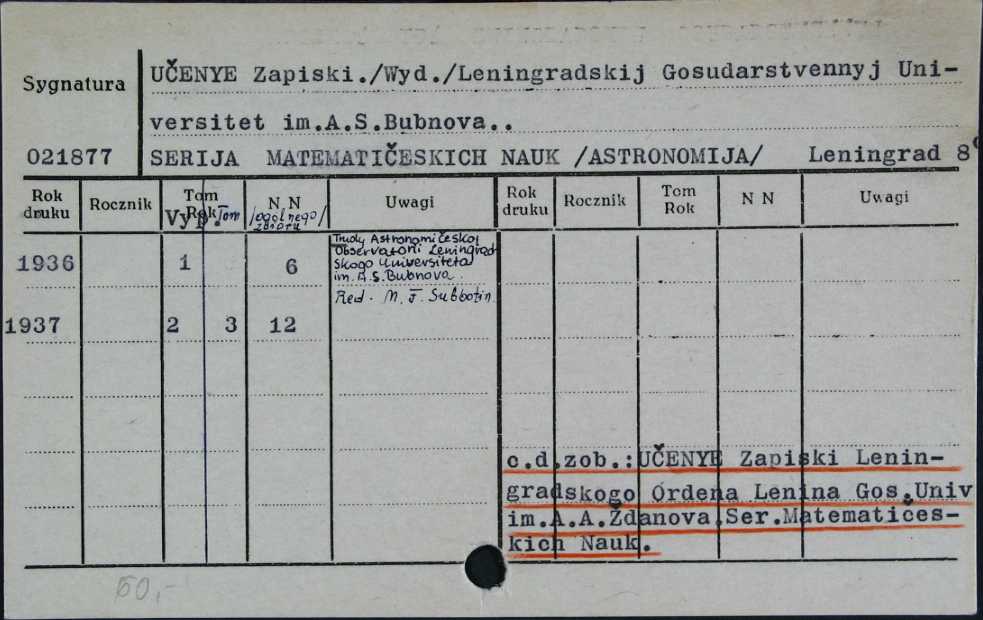 UČENYE Zapiski./Wyd./Leningradskij Gosudarstvennyj Uni-
Sygnatura
versitet im.A.S.Bubnova..
021877 SERIJA MATEMATIČESKICH NAUK /ASTRONOMIJA/ Leningrad 8°
Rok druku Rocznik Tom Rok N N Uwagi Rok druku Rocznik Tom Rok N N Uwagi
Vyp. Tom /ogólnego/
zbioru
1936 1 6 Trudy Astronomičeskoj
Observatorii Leningrad-
skogo Universiteta
im. A.S.Bubnova.
Red. M. F. Subbotin
1937 2 3 12
c.d.zob.:UČENYE Zapiski Lenin-
gradskogo Ordena Lenina Gos.Univ
im.A.A.Ždanova.Ser.Matematičes-
kich Nauk.
50,-